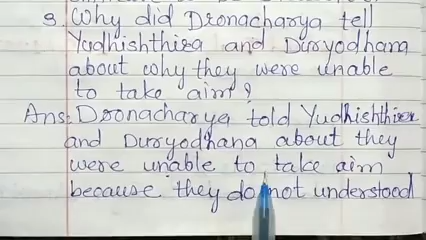 3. Why did Dronacharya tell
Yudhishthira and Duryodhana
about why they were unable
to take aim?
Ans: Dronacharya told Yudhishthira
and Duryodhana about they
were unable to take aim
because they do not understood